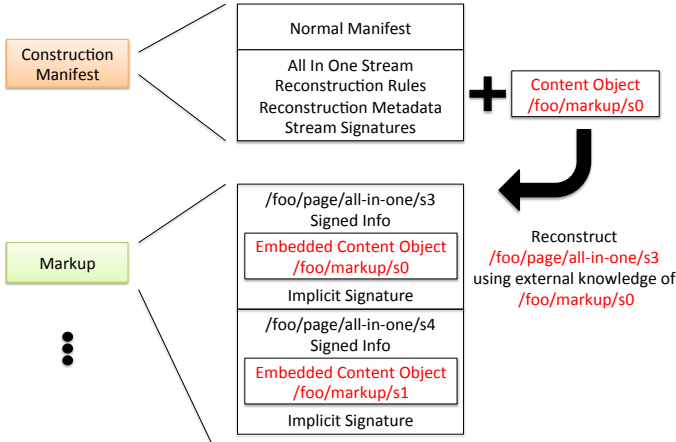 Construction
Manifest
Normal Manifest
All In One Stream
Reconstruction Rules
Reconstruction Metadata
Stream Signatures
Content Object
/foo/markup/s0
Markup
/foo/page/all-in-one/s3
Signed Info
Embedded Content Object
/foo/markup/s0
Implicit Signature
/foo/page/all-in-one/s4
Signed Info
Embedded Content Object
/foo/markup/s1
Implicit Signature
Reconstruct
/foo/page/all-in-one/s3
using external knowledge of
/foo/markup/s0